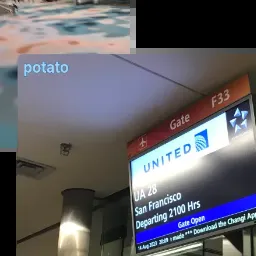 potato
Gate F33
UNITED
UA 28
San Francisco
Departing 2100 Hrs
Gate Open
Download the Changi